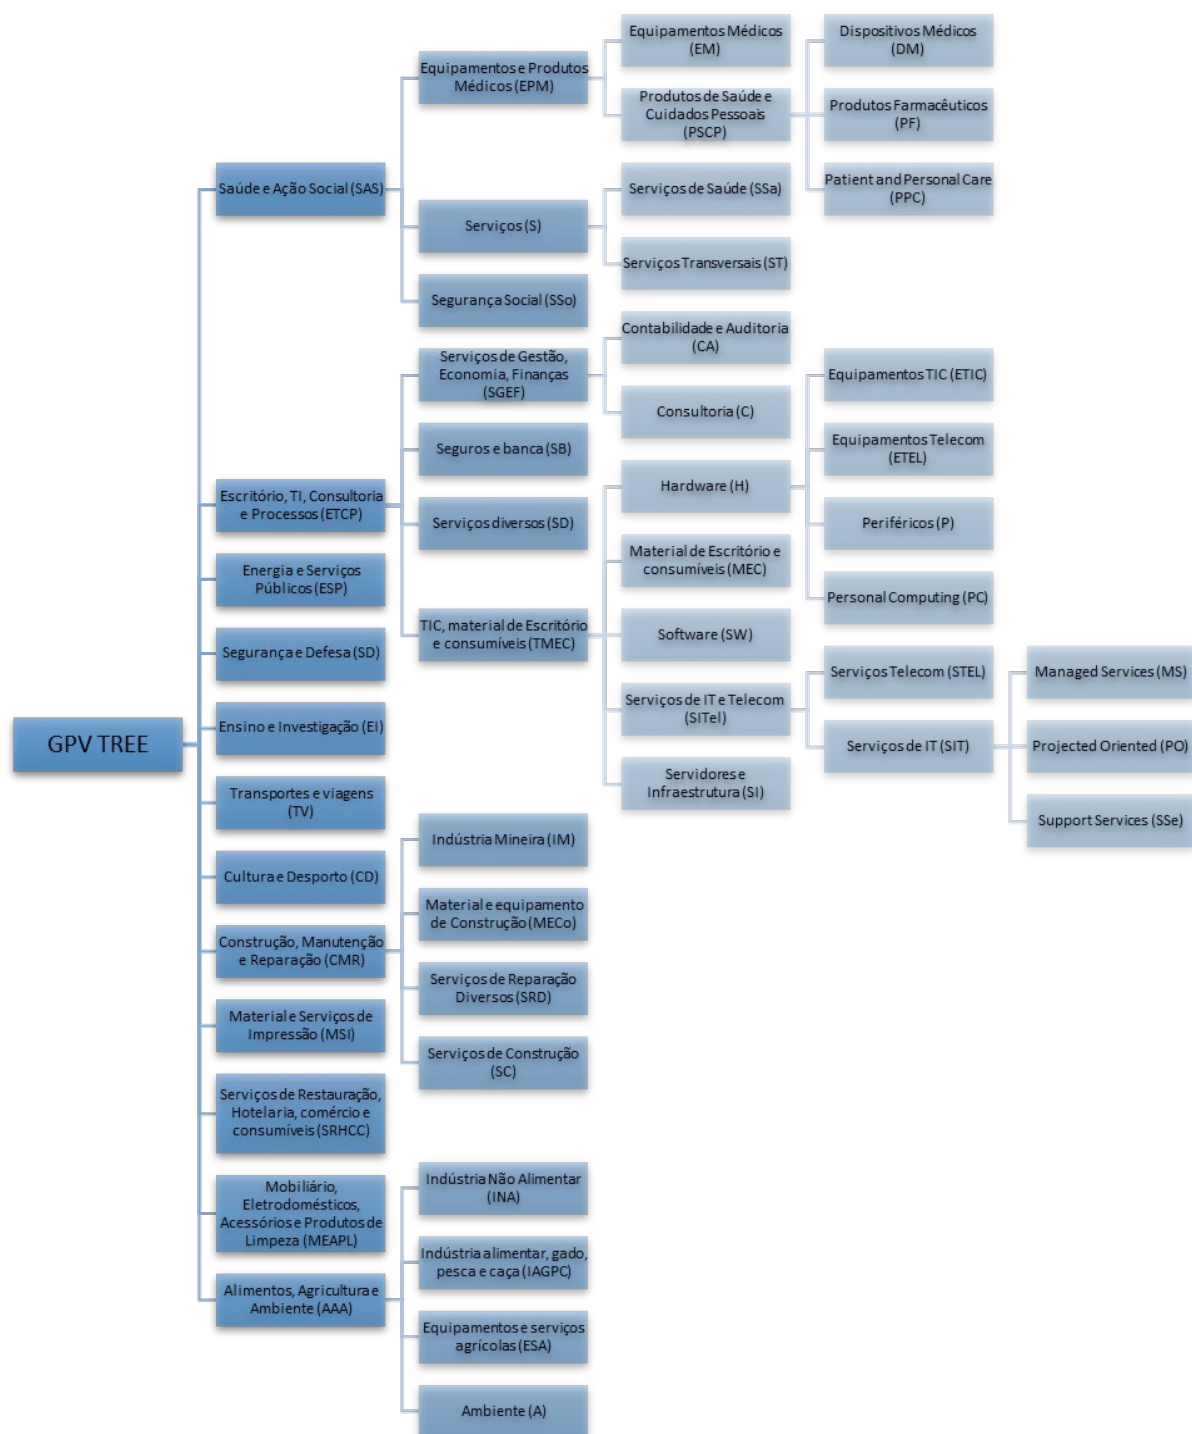 GPV TREE
Saúde e Ação Social (SAS)
Equipamentos e Produtos
Médicos (EPM)
Equipamentos Médicos
(EM)
Produtos de Saúde e
Cuidados Pessoais
(PSCP)
Dispositivos Médicos
(DM)
Produtos Farmacêuticos
(PF)
Patient and Personal Care
(PPC)
Serviços (S)
Serviços de Saúde (SSa)
Serviços Transversais (ST)
Segurança Social (SSo)
Escritório, TI, Consultoria
e Processos (ETCP)
Serviços de Gestão,
Economia, Finanças
(SGEF)
Contabilidade e Auditoria
(CA)
Consultoria (C)
Seguros e banca (SB)
Serviços diversos (SD)
TIC, material de Escritório
e consumíveis (TMEC)
Hardware (H)
Equipamentos TIC (ETIC)
Equipamentos Telecom
(ETEL)
Periféricos (P)
Personal Computing (PC)
Material de Escritório e
consumíveis (MEC)
Software (SW)
Serviços de IT e Telecom
(SITel)
Serviços Telecom (STEL)
Serviços de IT (SIT)
Managed Services (MS)
Projected Oriented (PO)
Support Services (SSe)
Servidores e
Infraestrutura (SI)
Energia e Serviços
Públicos (ESP)
Segurança e Defesa (SD)
Ensino e Investigação (EI)
Transportes e viagens
(TV)
Cultura e Desporto (CD)
Construção, Manutenção
e Reparação (CMR)
Indústria Mineira (IM)
Material e equipamento
de Construção (MECo)
Serviços de Reparação
Diversos (SRD)
Serviços de Construção
(SC)
Material e Serviços de
Impressão (MSI)
Serviços de Restauração,
Hotelaria, comércio e
consumíveis (SRHCC)
Mobiliário,
Eletrodomésticos,
Acessórios e Produtos de
Limpeza (MEAPL)
Alimentos, Agricultura e
Ambiente (AAA)
Indústria Não Alimentar
(INA)
Indústria alimentar, gado,
pesca e caça (IAGPC)
Equipamentos e serviços
agrícolas (ESA)
Ambiente (A)